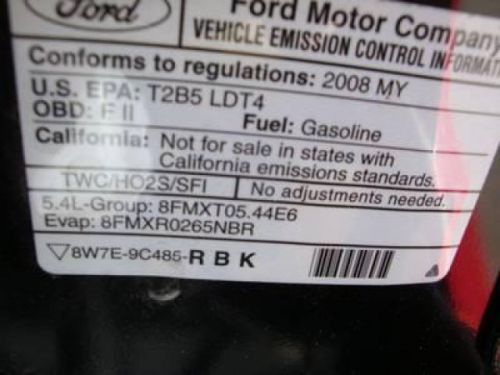 Ford
Ford Motor Company
VEHICLE EMISSION CONTROL INFORMAT
Conforms to regulations: 2008 MY
U.S. EPA: T2B5 LDT4
OBD: F II Fuel: Gasoline
California: Not for sale in states with
California emissions standards.
TWC/HO2S/SFI No adjustments needed.
5.4L-Group: 8FMXT05.44E6
Evap: 8FMXR0265NBR
8W7E-9C485-R B K